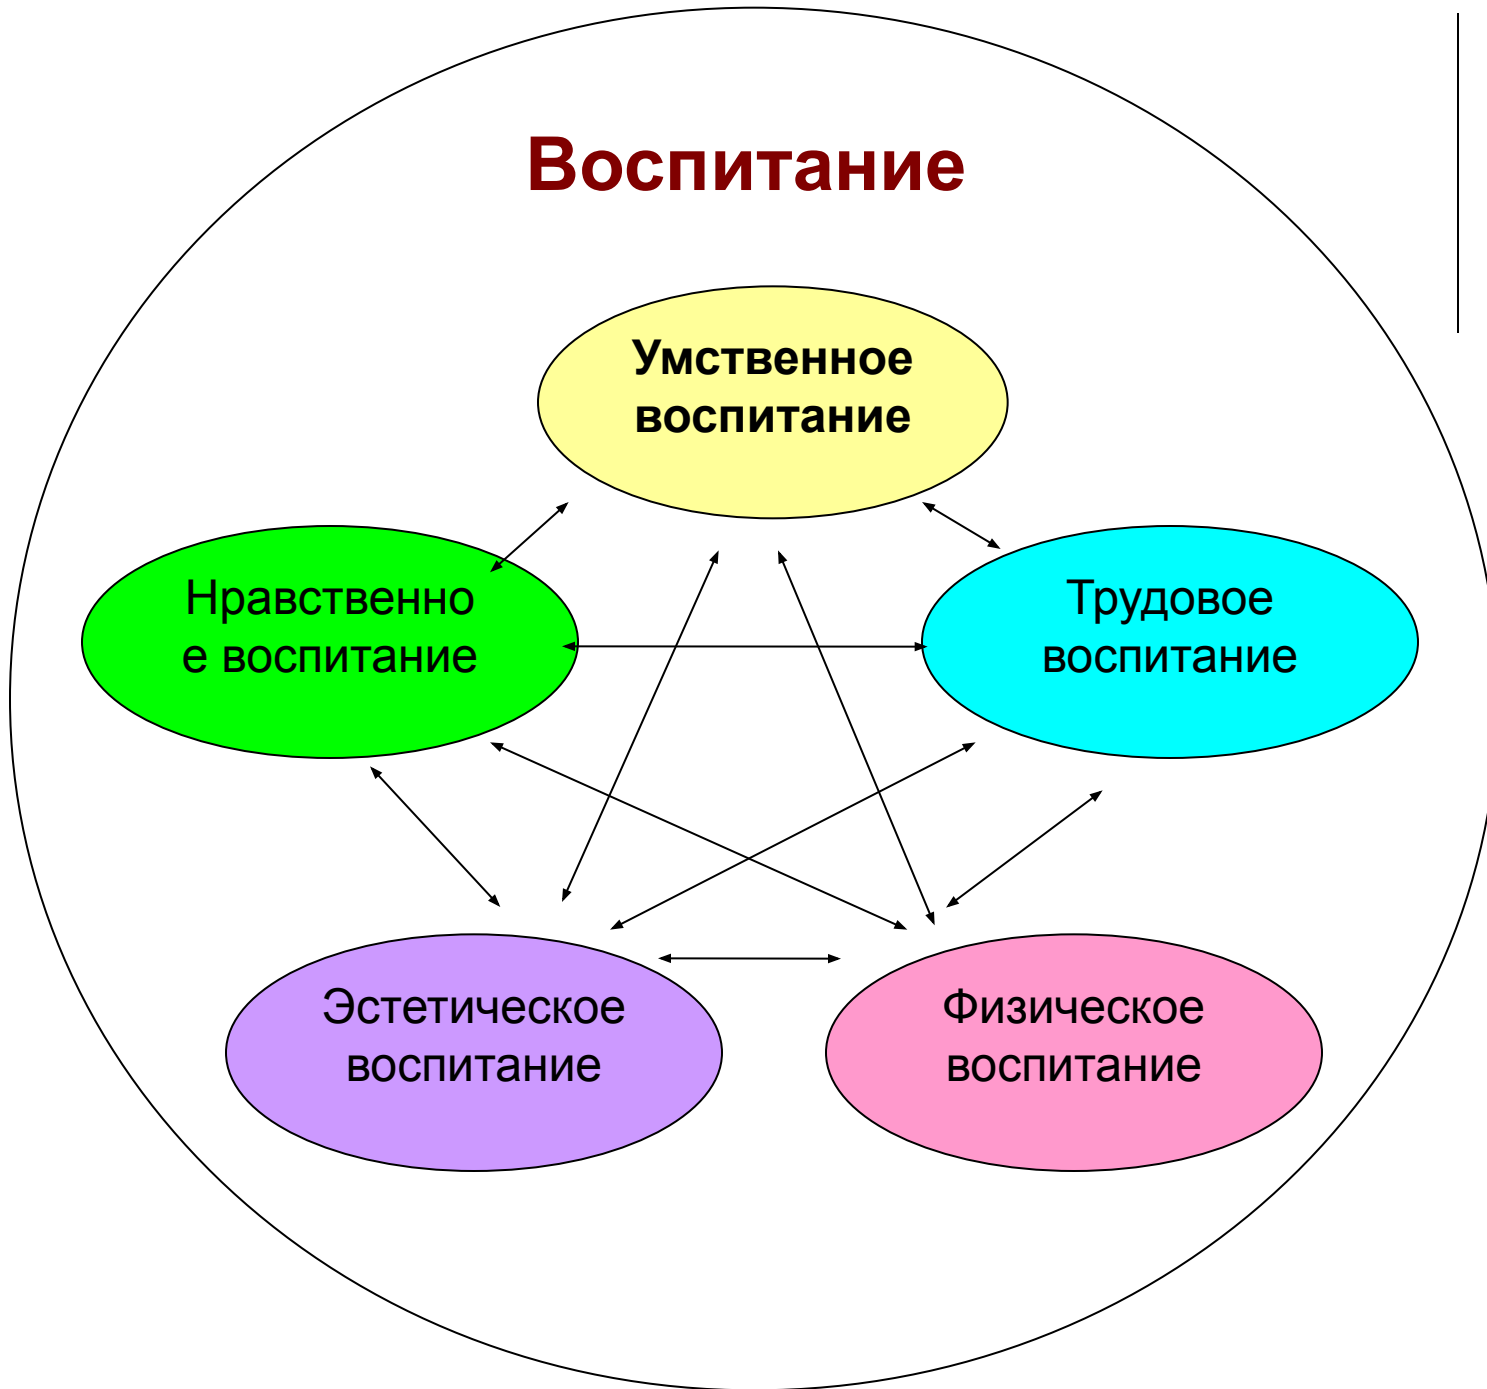 Воспитание
Умственное
воспитание
Нравственно
е воспитание
Трудовое
воспитание
Эстетическое
воспитание
Физическое
воспитание